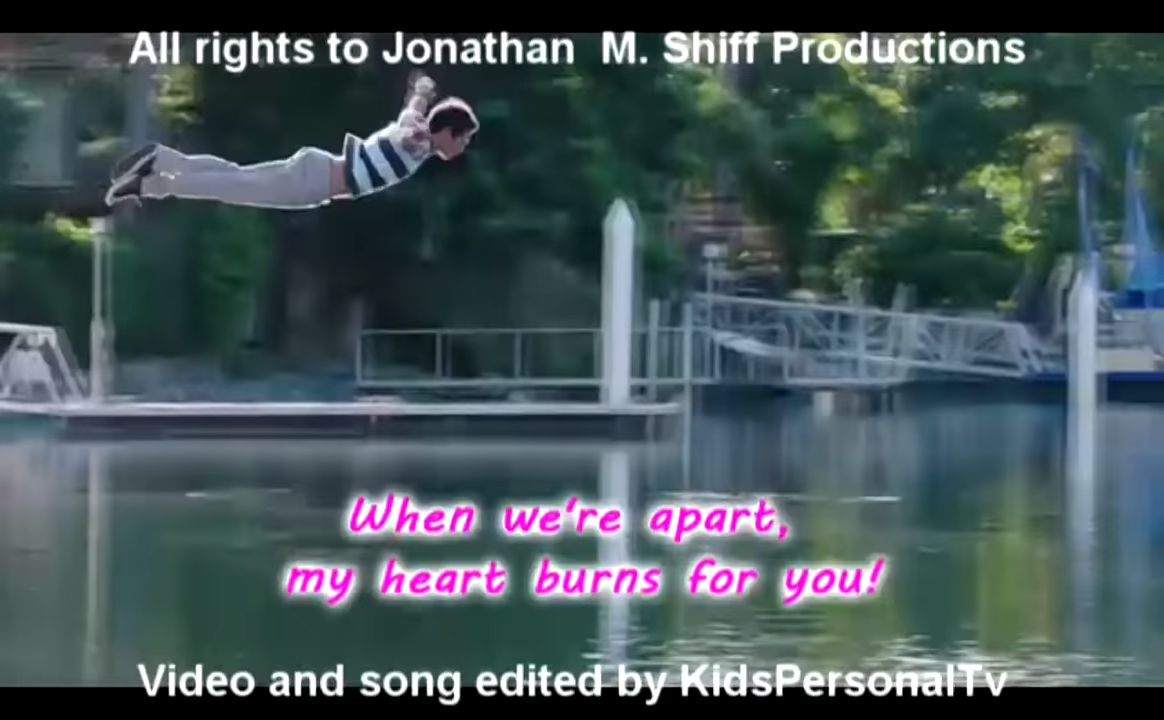 All rights to Jonathan M. Shiff Productions
When we're apart,
my heart burns for you!
Video and song edited by KidsPersonalTv